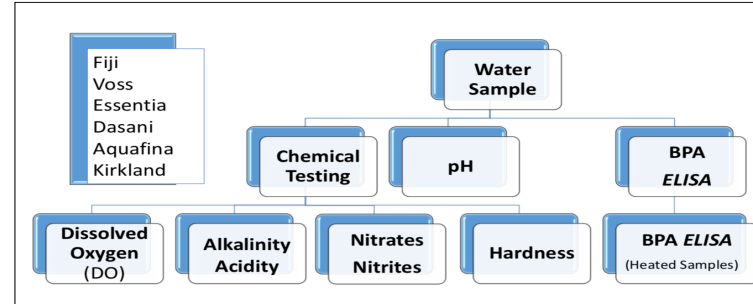 Fiji
Voss
Essentia
Dasani
Aquafina
Kirkland
Water
Sample
Chemical
Testing
pH
BPA
ELISA
Dissolved
Oxygen
(DO)
Alkalinity
Acidity
Nitrates
Nitrites
Hardness
BPA ELISA
(Heated Samples)